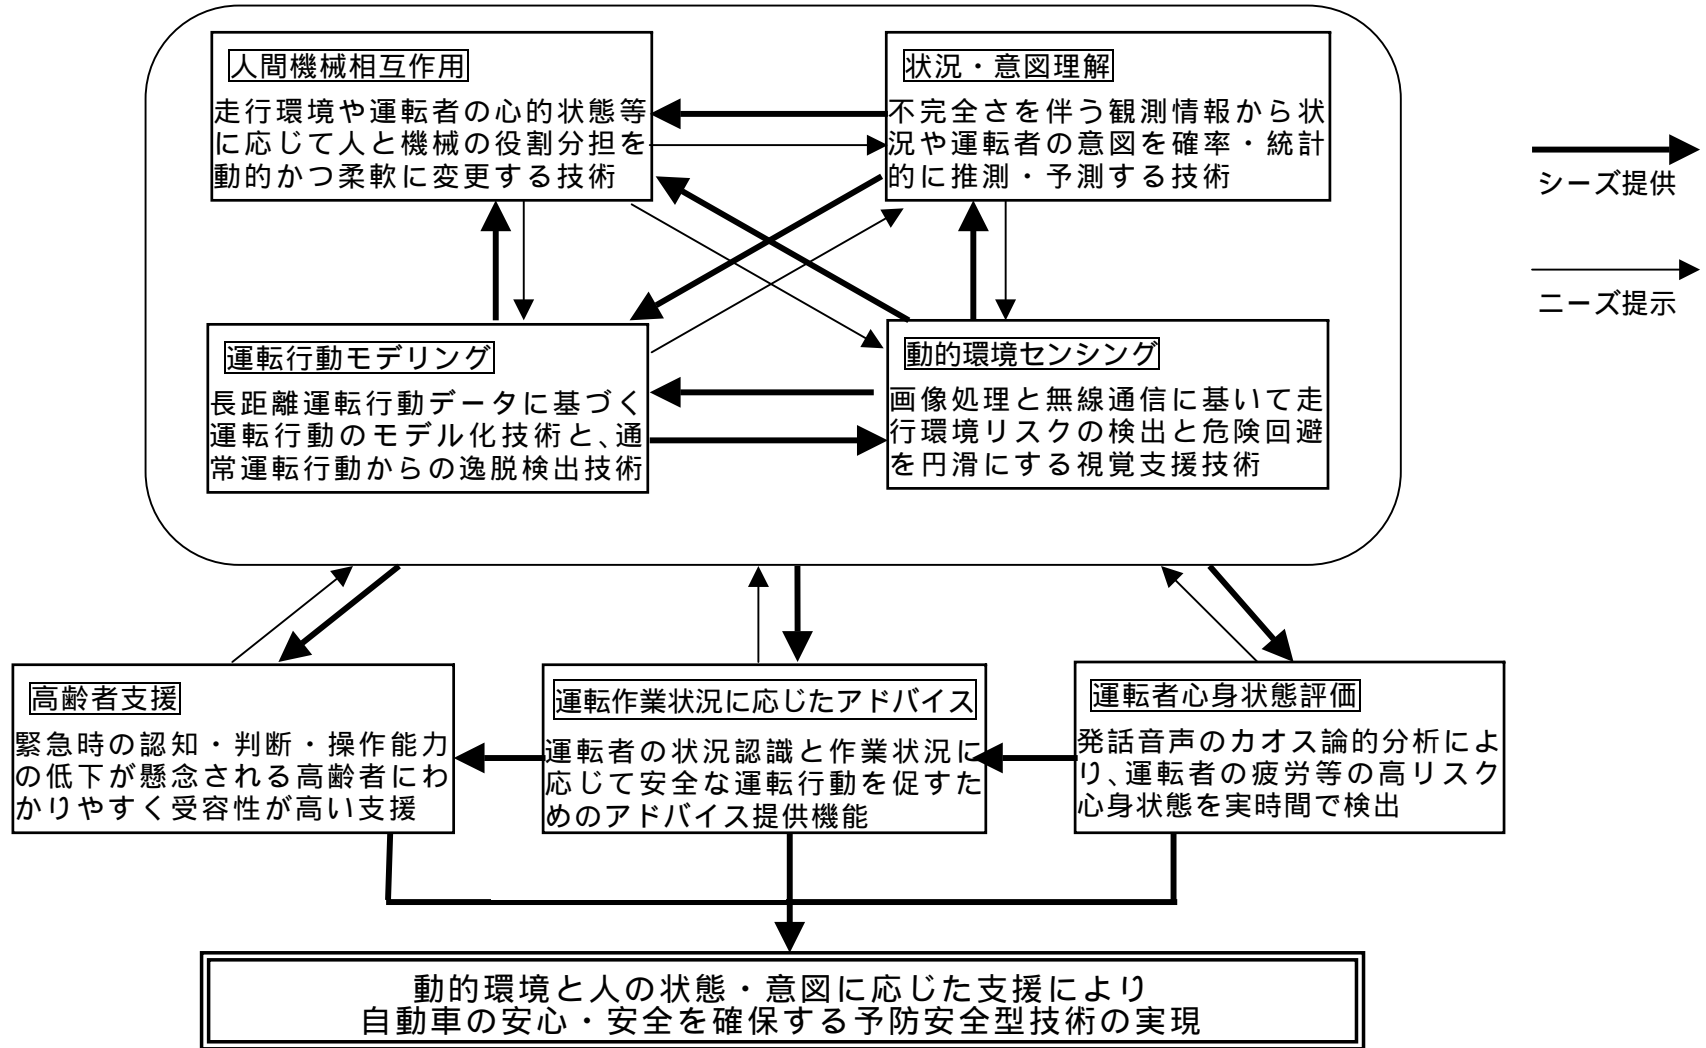 人間機械相互作用
走行環境や運転者の心的状態等
に応じて人と機械の役割分担を
動的かつ柔軟に変更する技術
状況・意図理解
不完全さを伴う観測情報から状
況や運転者の意図を確率・統計
的に推測・予測する技術
シーズ提供
ニーズ提示
運転行動モデリング
長距離運転行動データに基づく
運転行動のモデル化技術と、通
常運転行動からの逸脱検出技術
動的環境センシング
画像処理と無線通信に基いて走
行環境リスクの検出と危険回避
を円滑にする視覚支援技術
高齢者支援
緊急時の認知・判断・操作能力
の低下が懸念される高齢者にわ
かりやすく受容性が高い支援
運転作業状況に応じたアドバイス
運転者の状況認識と作業状況に
応じて安全な運転行動を促すた
めのアドバイス提供機能
運転者心身状態評価
発話音声のカオス論的分析によ
り、運転者の疲労等の高リスク
心身状態を実時間で検出
動的環境と人の状態・意図に応じた支援により
自動車の安心・安全を確保する予防安全型技術の実現